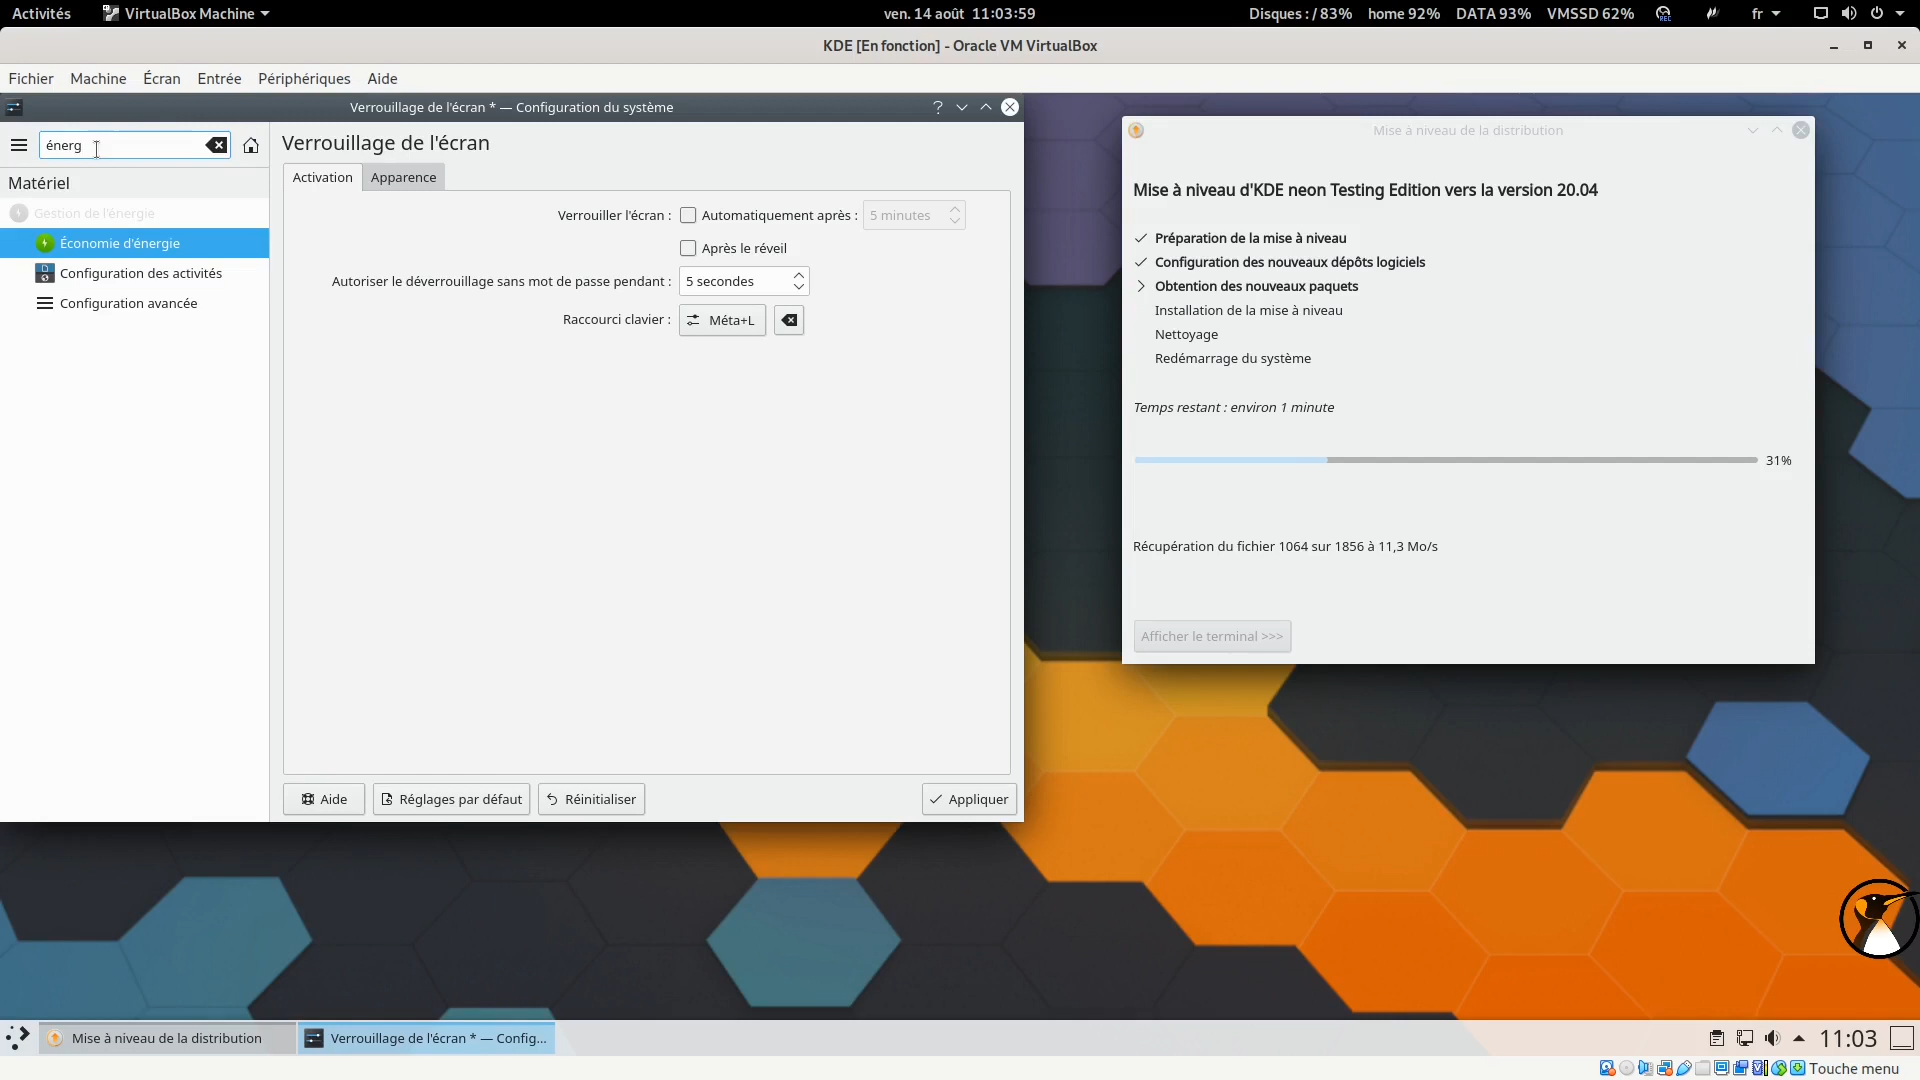 Activités
VirtualBox Machine
ven. 14 août 11:03:59
Disques : / 83% home 92% DATA 93% VMSSD 62%
REC
fr
KDE [En fonction] - Oracle VM VirtualBox
Fichier Machine Écran Entrée Périphériques Aide
Verrouillage de l'écran * — Configuration du système
énerg
Matériel
Gestion de l'énergie
Économie d'énergie
Configuration des activités
Configuration avancée
Verrouillage de l'écran
Activation Apparence
Verrouiller l'écran : Automatiquement après : 5 minutes
Après le réveil
Autoriser le déverrouillage sans mot de passe pendant : 5 secondes
Raccourci clavier : Méta+L
Aide Réglages par défaut Réinitialiser Appliquer
Mise à niveau de la distribution
Mise à niveau d'KDE neon Testing Edition vers la version 20.04
Préparation de la mise à niveau
Configuration des nouveaux dépôts logiciels
Obtention des nouveaux paquets
Installation de la mise à niveau
Nettoyage
Redémarrage du système
Temps restant : environ 1 minute
31%
Récupération du fichier 1064 sur 1856 à 11,3 Mo/s
Afficher le terminal >>>
Mise à niveau de la distribution
Verrouillage de l'écran * — Config...
11:03
Touche menu